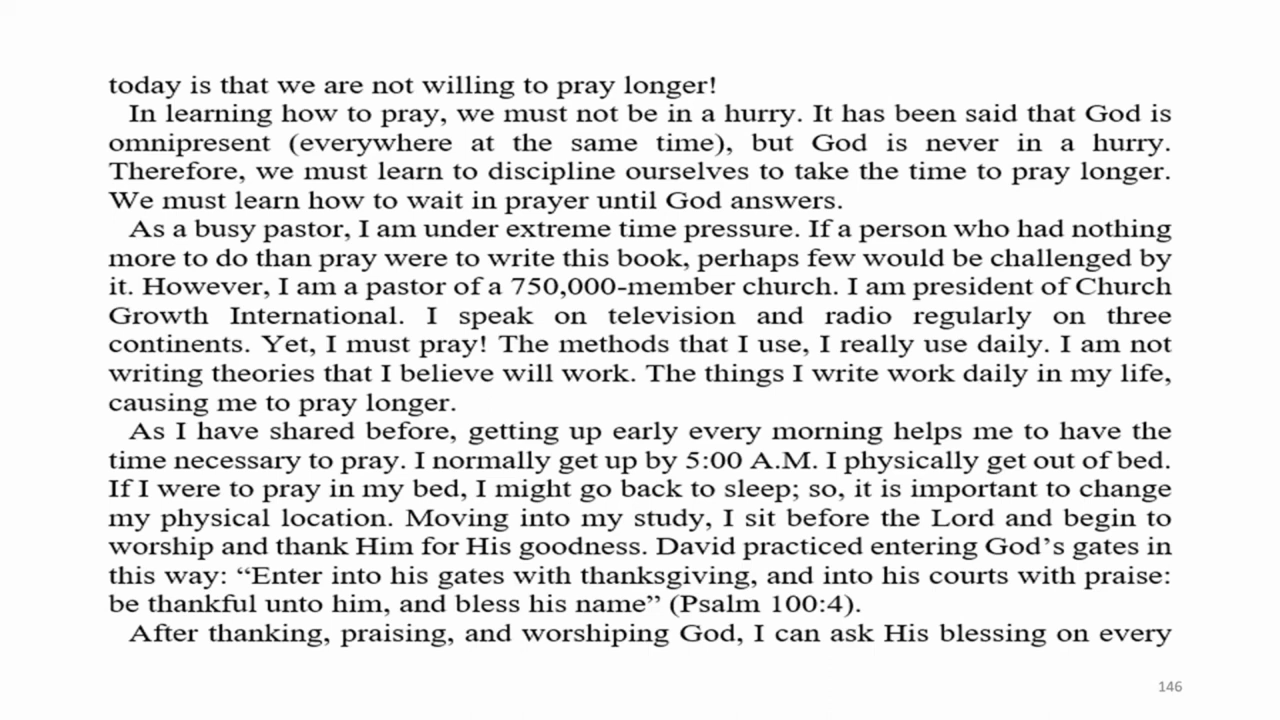 today is that we are not willing to pray longer!
In learning how to pray, we must not be in a hurry. It has been said that God is
omnipresent (everywhere at the same time), but God is never in a hurry.
Therefore, we must learn to discipline ourselves to take the time to pray longer.
We must learn how to wait in prayer until God answers.
As a busy pastor, I am under extreme time pressure. If a person who had nothing
more to do than pray were to write this book, perhaps few would be challenged by
it. However, I am a pastor of a 750,000-member church. I am president of Church
Growth International. I speak on television and radio regularly on three
continents. Yet, I must pray! The methods that I use, I really use daily. I am not
writing theories that I believe will work. The things I write work daily in my life,
causing me to pray longer.
As I have shared before, getting up early every morning helps me to have the
time necessary to pray. I normally get up by 5:00 A.M. I physically get out of bed.
If I were to pray in my bed, I might go back to sleep; so, it is important to change
my physical location. Moving into my study, I sit before the Lord and begin to
worship and thank Him for His goodness. David practiced entering God’s gates in
this way: “Enter into his gates with thanksgiving, and into his courts with praise:
be thankful unto him, and bless his name” (Psalm 100:4).
After thanking, praising, and worshiping God, I can ask His blessing on every
146